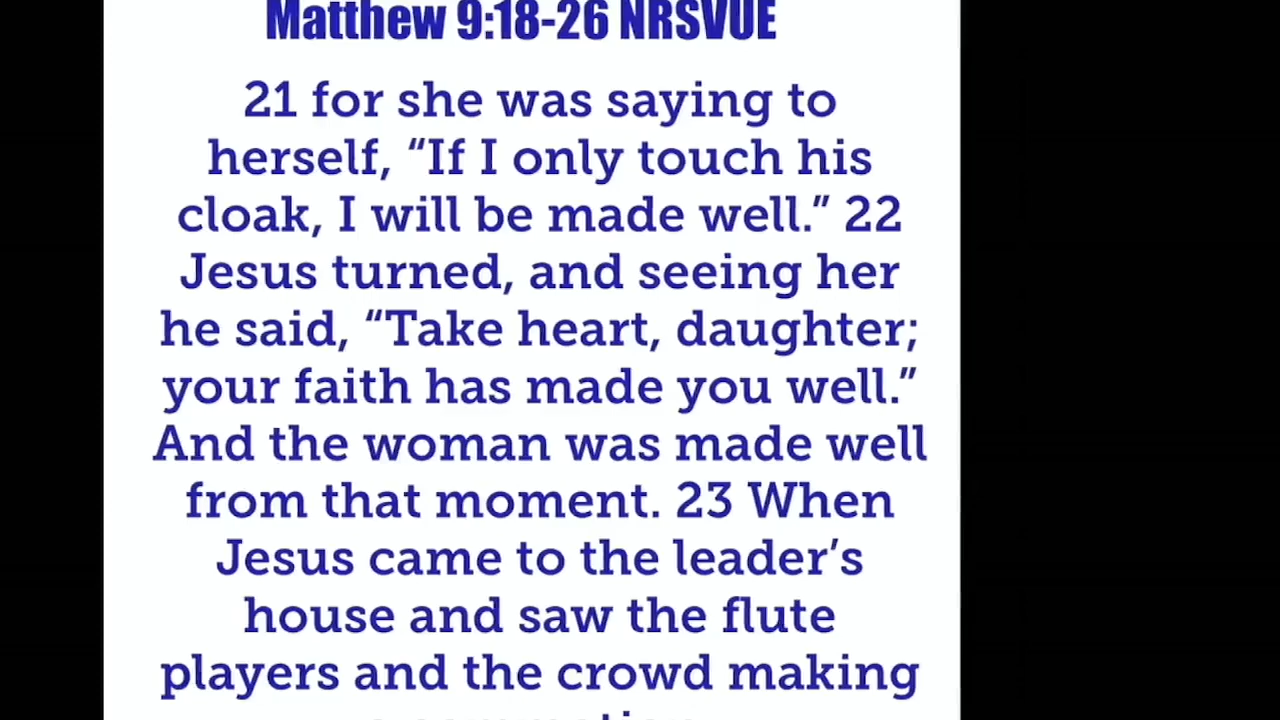 Matthew 9:18-26 NRSVUE
21 for she was saying to
herself, “If I only touch his
cloak, I will be made well.” 22
Jesus turned, and seeing her
he said, “Take heart, daughter;
your faith has made you well.”
And the woman was made well
from that moment. 23 When
Jesus came to the leader’s
house and saw the flute
players and the crowd making